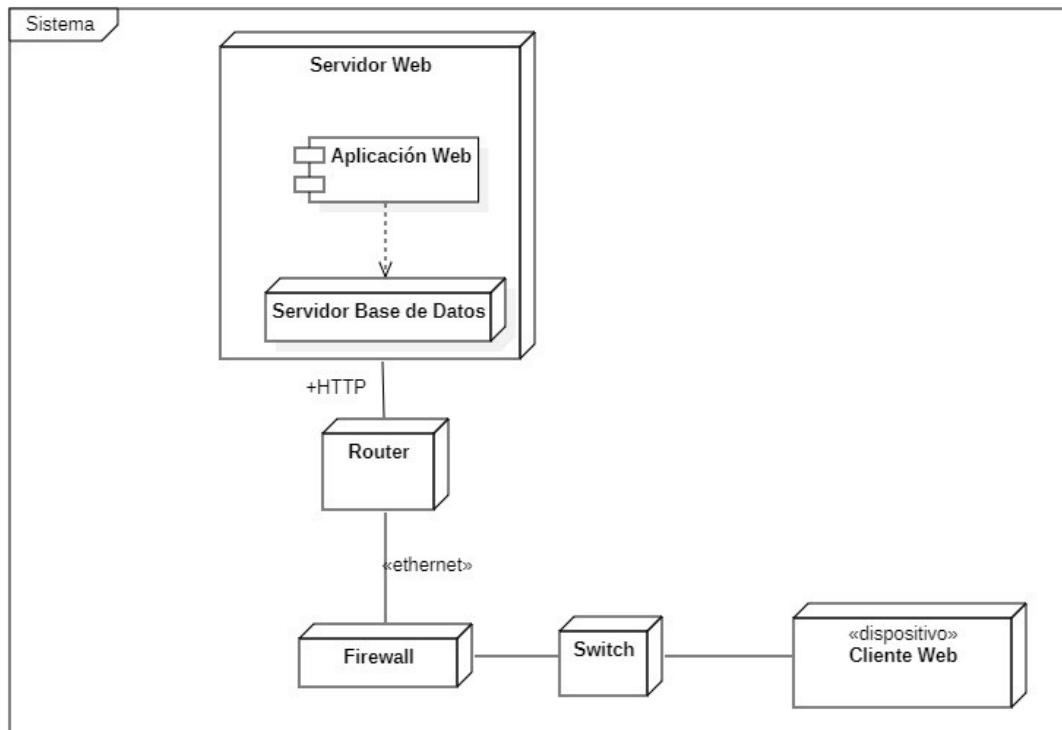 Sistema
Servidor Web
Aplicación Web
Servidor Base de Datos
+HTTP
Router
«ethernet»
Firewall
Switch
«dispositivo»
Cliente Web